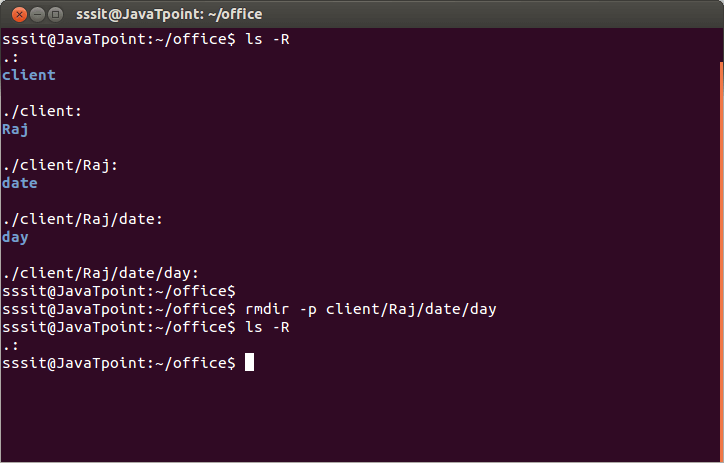 sssit@JavaTpoint: ~/office
sssit@JavaTpoint:~/office$ ls -R
.:
client
./client:
Raj
./client/Raj:
date
./client/Raj/date:
day
./client/Raj/date/day:
sssit@JavaTpoint:~/office$
sssit@JavaTpoint:~/office$ rmdir -p client/Raj/date/day
sssit@JavaTpoint:~/office$ ls -R
.:
sssit@JavaTpoint:~/office$